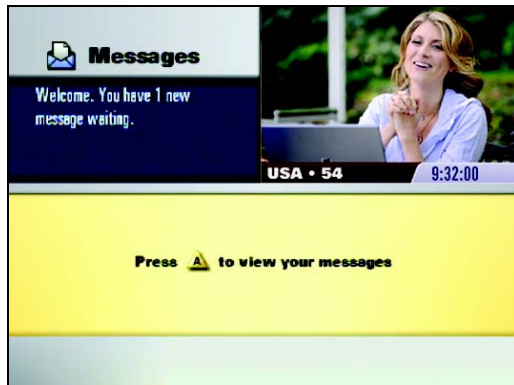 Messages
Welcome. You have 1 new
message waiting.
USA • 54
9:32:00
Press A to view your messages